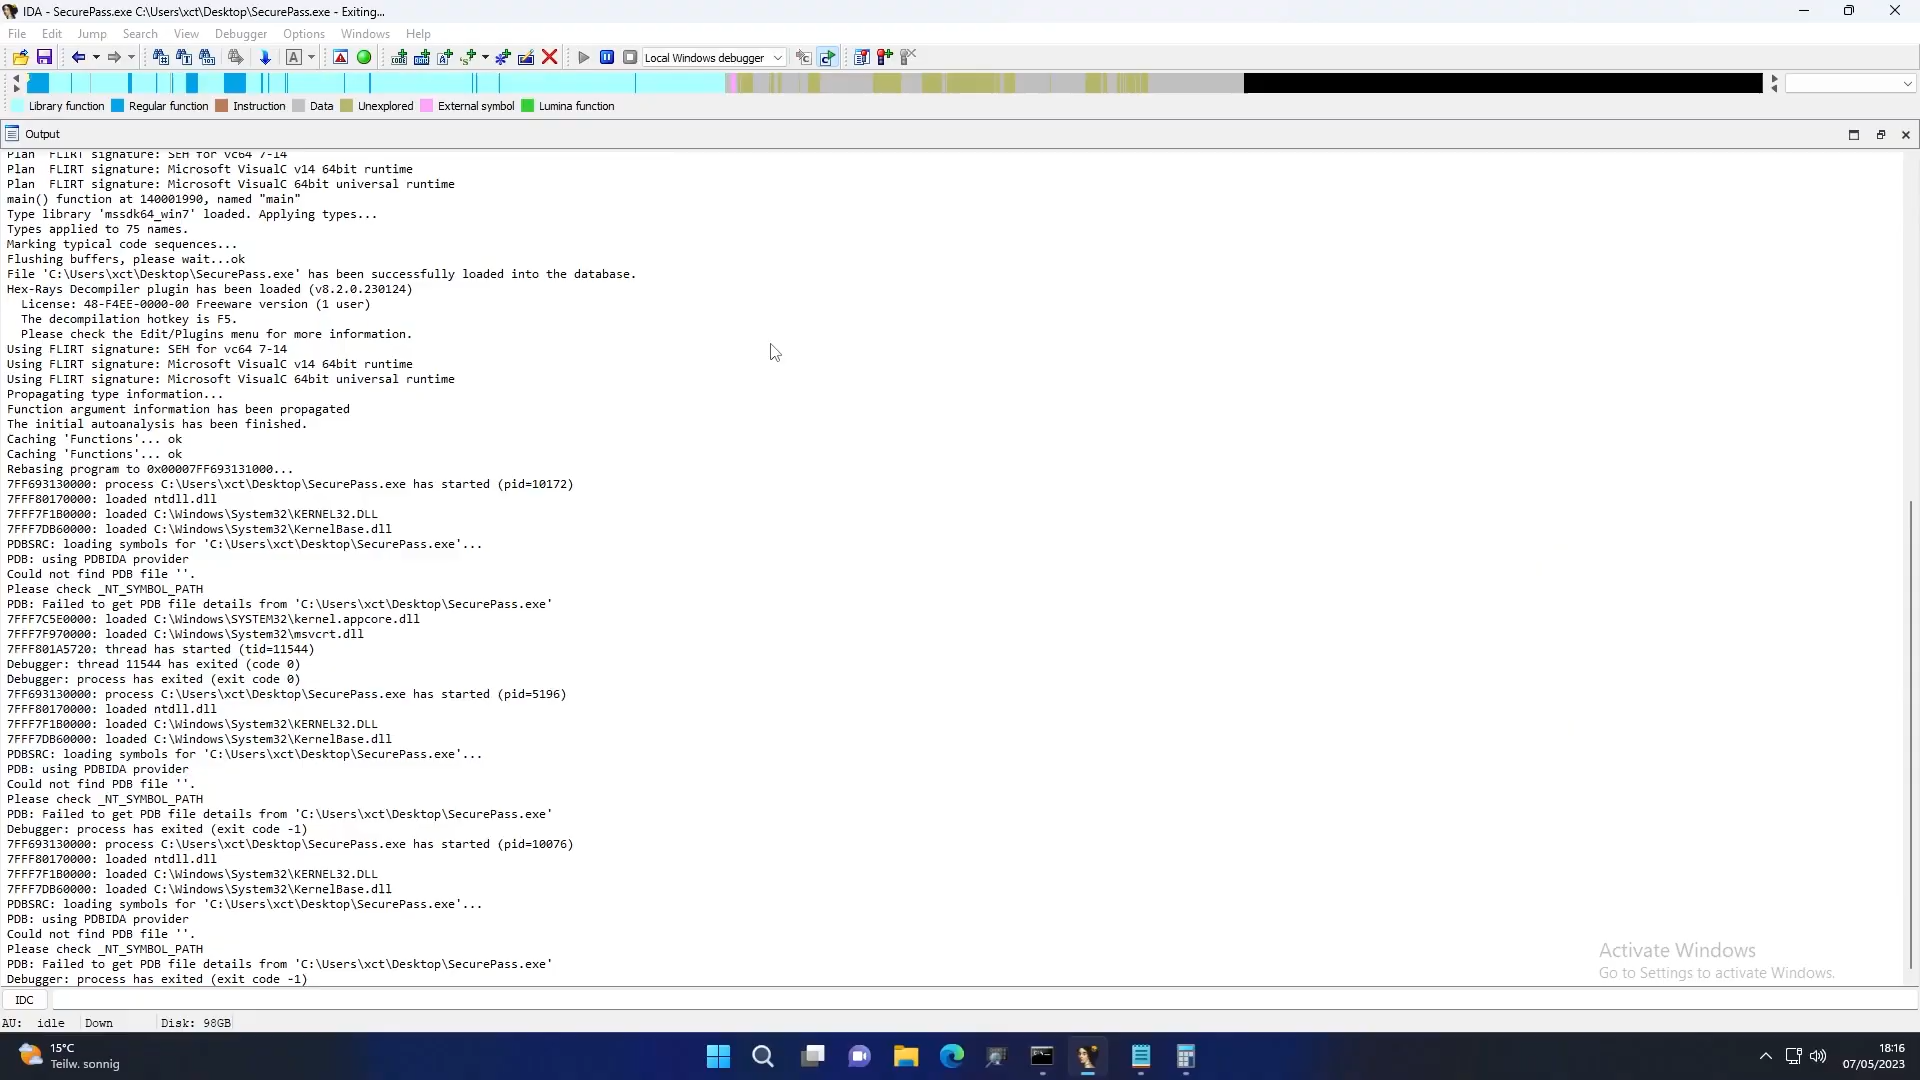 IDA - SecurePass.exe C:\Users\xct\Desktop\SecurePass.exe - Exiting...
File Edit Jump Search View Debugger Options Windows Help
Local Windows debugger
Library function Regular function Instruction Data Unexplored External symbol Lumina function
Output
Plan FLIRT signature: SEH for vc64 7-14
Plan FLIRT signature: Microsoft VisualC v14 64bit runtime
Plan FLIRT signature: Microsoft VisualC 64bit universal runtime
main() function at 140001990, named "main"
Type library 'mssdk64_win7' loaded. Applying types...
Types applied to 75 names.
Marking typical code sequences...
Flushing buffers, please wait...ok
File 'C:\Users\xct\Desktop\SecurePass.exe' has been successfully loaded into the database.
Hex-Rays Decompiler plugin has been loaded (v8.2.0.230124)
License: 48-F4EE-0000-00 Freeware version (1 user)
The decompilation hotkey is F5.
Please check the Edit/Plugins menu for more information.
Using FLIRT signature: SEH for vc64 7-14
Using FLIRT signature: Microsoft VisualC v14 64bit runtime
Using FLIRT signature: Microsoft VisualC 64bit universal runtime
Propagating type information...
Function argument information has been propagated
The initial autoanalysis has been finished.
Caching 'Functions'... ok
Caching 'Functions'... ok
Rebasing program to 0x00007FF693131000...
7FF693130000: process C:\Users\xct\Desktop\SecurePass.exe has started (pid=10172)
7FFF80170000: loaded ntdll.dll
7FFF7F1B0000: loaded C:\Windows\System32\KERNEL32.DLL
7FFF7DB60000: loaded C:\Windows\System32\KernelBase.dll
PDBSRC: loading symbols for 'C:\Users\xct\Desktop\SecurePass.exe'...
PDB: using PDBIDA provider
Could not find PDB file ''.
Please check _NT_SYMBOL_PATH
PDB: Failed to get PDB file details from 'C:\Users\xct\Desktop\SecurePass.exe'
7FFF7C5E0000: loaded C:\Windows\SYSTEM32\kernel.appcore.dll
7FFF7F970000: loaded C:\Windows\System32\msvcrt.dll
7FFF801A5720: thread has started (tid=11544)
Debugger: thread 11544 has exited (code 0)
Debugger: process has exited (exit code 0)
7FF693130000: process C:\Users\xct\Desktop\SecurePass.exe has started (pid=5196)
7FFF80170000: loaded ntdll.dll
7FFF7F1B0000: loaded C:\Windows\System32\KERNEL32.DLL
7FFF7DB60000: loaded C:\Windows\System32\KernelBase.dll
PDBSRC: loading symbols for 'C:\Users\xct\Desktop\SecurePass.exe'...
PDB: using PDBIDA provider
Could not find PDB file ''.
Please check _NT_SYMBOL_PATH
PDB: Failed to get PDB file details from 'C:\Users\xct\Desktop\SecurePass.exe'
Debugger: process has exited (exit code -1)
7FF693130000: process C:\Users\xct\Desktop\SecurePass.exe has started (pid=10076)
7FFF80170000: loaded ntdll.dll
7FFF7F1B0000: loaded C:\Windows\System32\KERNEL32.DLL
7FFF7DB60000: loaded C:\Windows\System32\KernelBase.dll
PDBSRC: loading symbols for 'C:\Users\xct\Desktop\SecurePass.exe'...
PDB: using PDBIDA provider
Could not find PDB file ''.
Please check _NT_SYMBOL_PATH
PDB: Failed to get PDB file details from 'C:\Users\xct\Desktop\SecurePass.exe'
Debugger: process has exited (exit code -1)
Activate Windows
Go to Settings to activate Windows.
IDC
AU: idle Down Disk: 98GB
15°C
Teilw. sonnig
18:16
07/05/2023